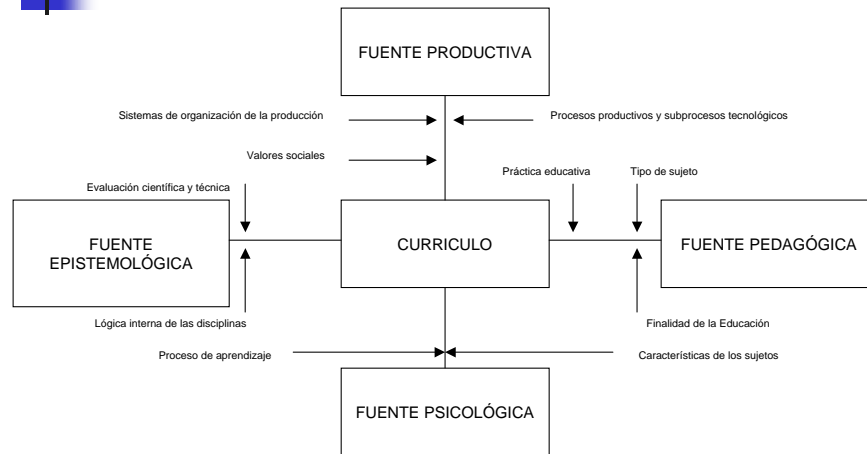 FUENTE PRODUCTIVA
Sistemas de organización de la producción
Procesos productivos y subprocesos tecnológicos
Valores sociales
Práctica educativa
Tipo de sujeto
Evaluación científica y técnica
FUENTE
EPISTEMOLÓGICA
CURRICULO
FUENTE PEDAGÓGICA
Lógica interna de las disciplinas
Finalidad de la Educación
Proceso de aprendizaje
Características de los sujetos
FUENTE PSICOLÓGICA